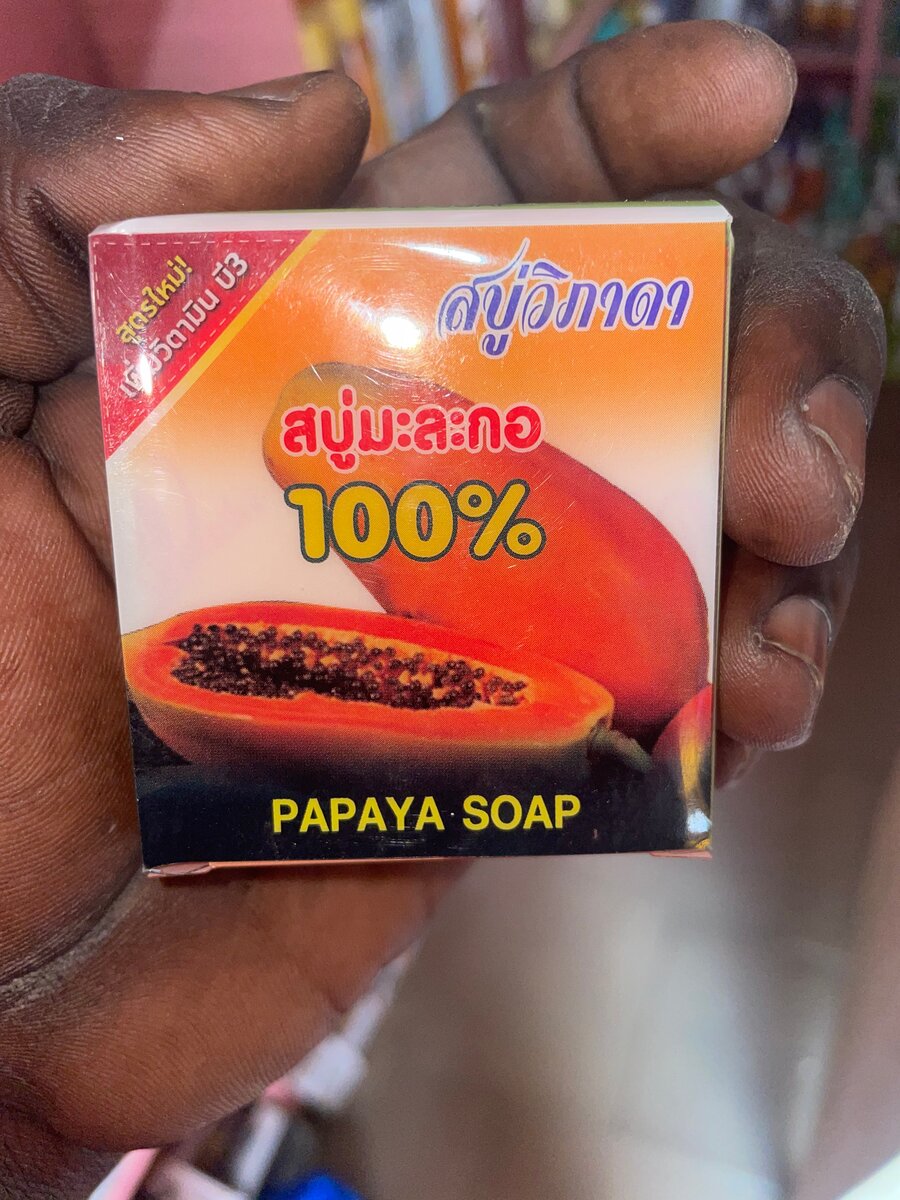 สูตรใหม่!
เพิ่มวิตามิน บี3
สบู่วิภาดา
สบู่มะละกอ
100%
PAPAYA SOAP